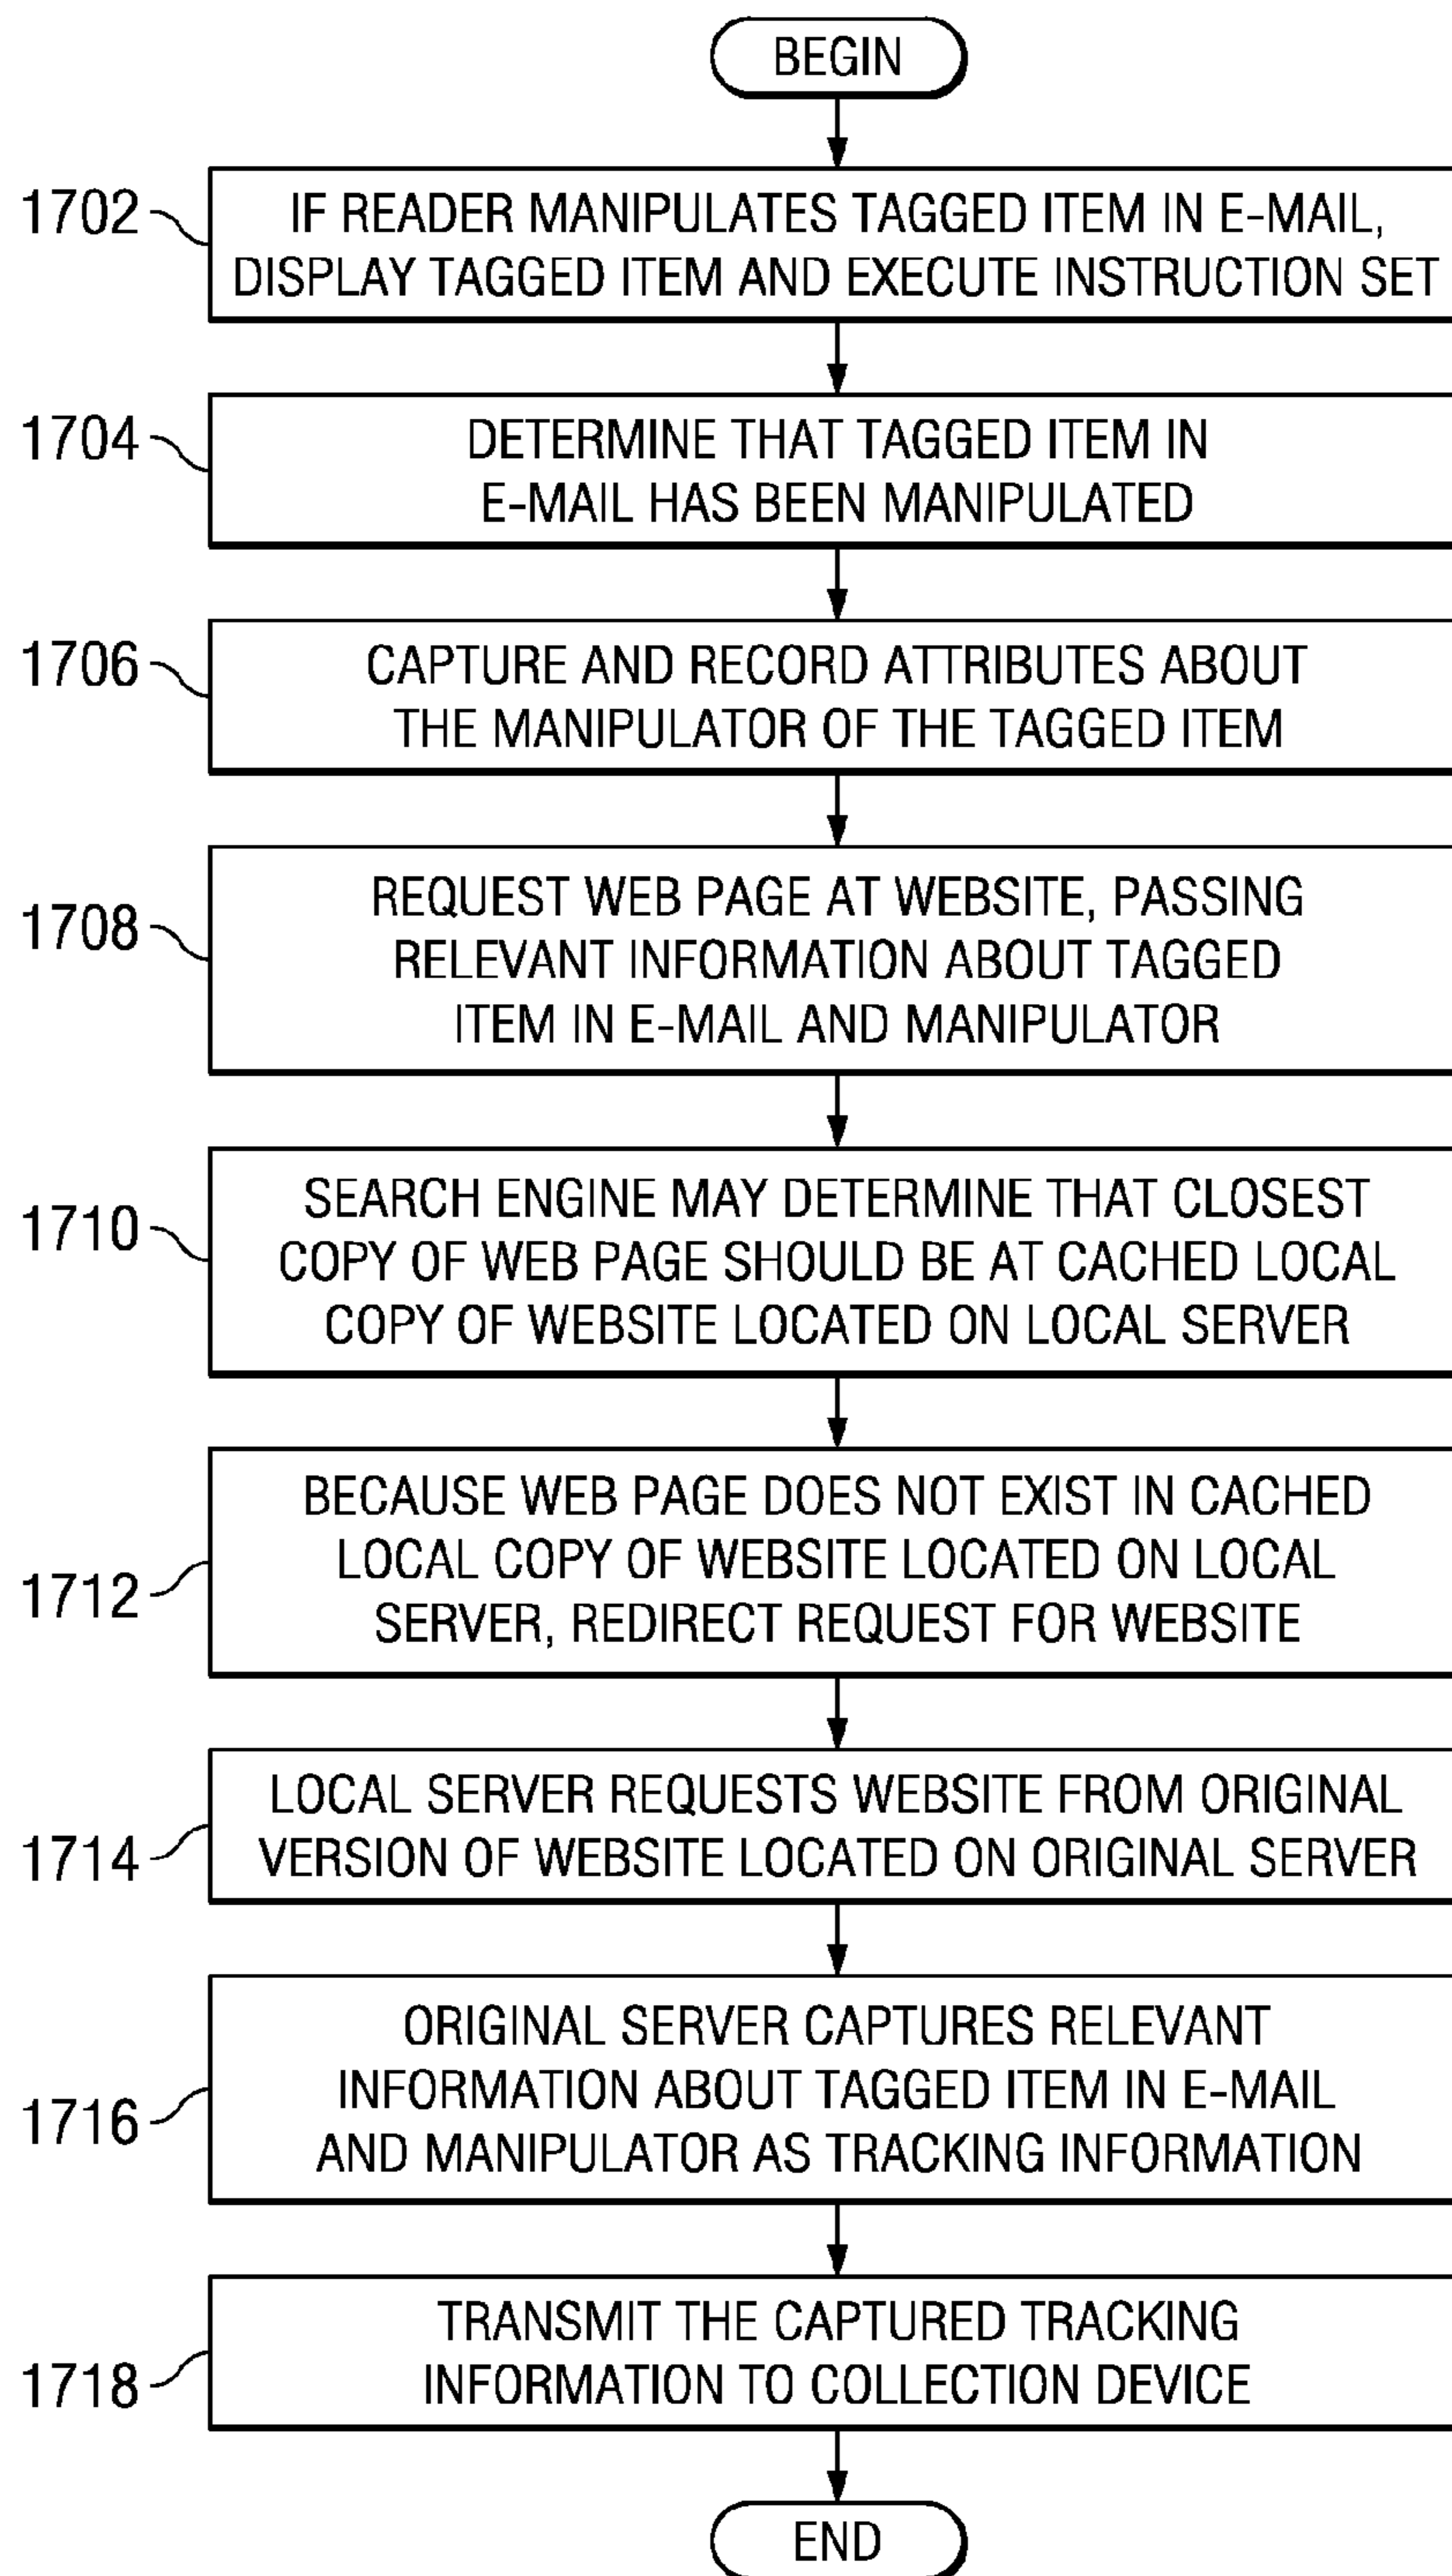 BEGIN
1702
IF READER MANIPULATES TAGGED ITEM IN E-MAIL,
DISPLAY TAGGED ITEM AND EXECUTE INSTRUCTION SET
1704
DETERMINE THAT TAGGED ITEM IN
E-MAIL HAS BEEN MANIPULATED
1706
CAPTURE AND RECORD ATTRIBUTES ABOUT
THE MANIPULATOR OF THE TAGGED ITEM
1708
REQUEST WEB PAGE AT WEBSITE, PASSING
RELEVANT INFORMATION ABOUT TAGGED
ITEM IN E-MAIL AND MANIPULATOR
1710
SEARCH ENGINE MAY DETERMINE THAT CLOSEST
COPY OF WEB PAGE SHOULD BE AT CACHED LOCAL
COPY OF WEBSITE LOCATED ON LOCAL SERVER
1712
BECAUSE WEB PAGE DOES NOT EXIST IN CACHED
LOCAL COPY OF WEBSITE LOCATED ON LOCAL
SERVER, REDIRECT REQUEST FOR WEBSITE
1714
LOCAL SERVER REQUESTS WEBSITE FROM ORIGINAL
VERSION OF WEBSITE LOCATED ON ORIGINAL SERVER
1716
ORIGINAL SERVER CAPTURES RELEVANT
INFORMATION ABOUT TAGGED ITEM IN E-MAIL
AND MANIPULATOR AS TRACKING INFORMATION
1718
TRANSMIT THE CAPTURED TRACKING
INFORMATION TO COLLECTION DEVICE
END